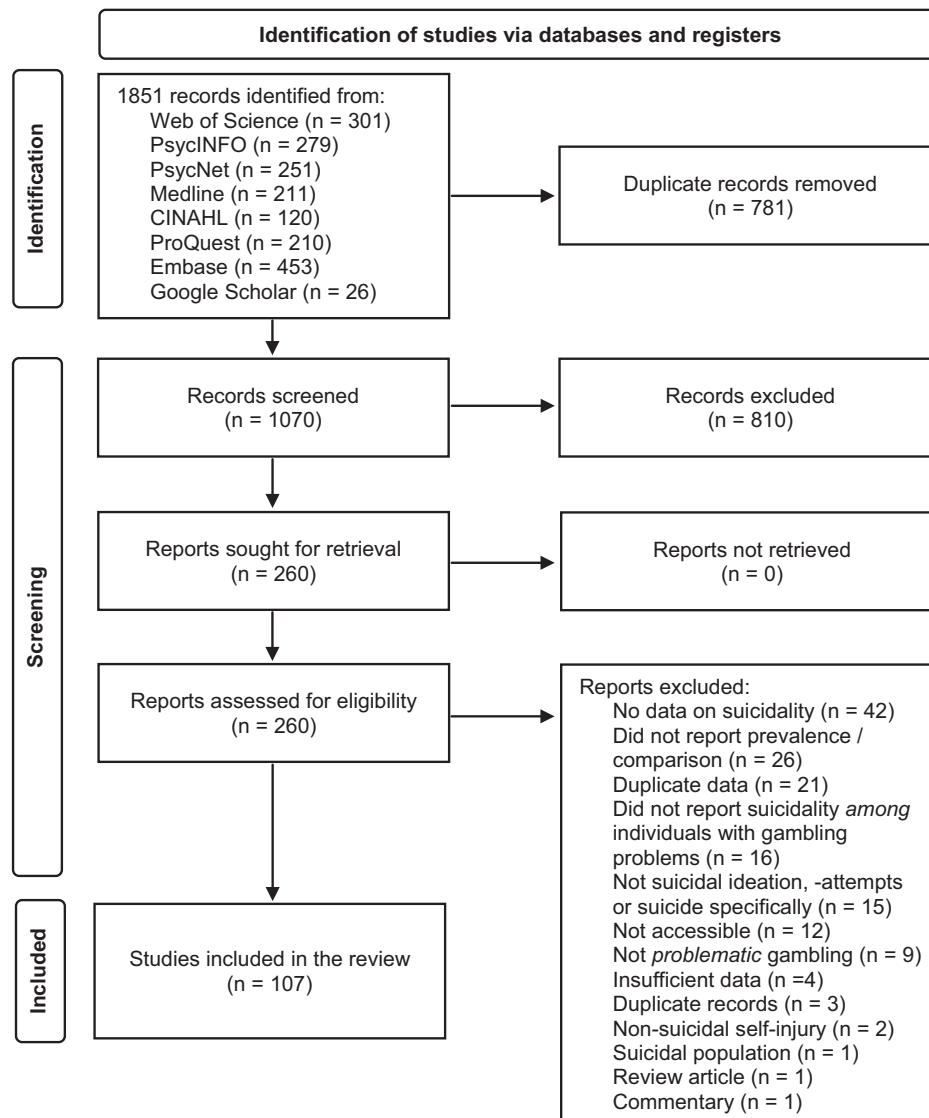 Identification of studies via databases and registers
Identification
1851 records identified from:
Web of Science (n = 301)
PsycINFO (n = 279)
PsycNet (n = 251)
Medline (n = 211)
CINAHL (n = 120)
ProQuest (n = 210)
Embase (n = 453)
Google Scholar (n = 26)
Duplicate records removed
(n = 781)
Screening
Records screened
(n = 1070)
Records excluded
(n = 810)
Reports sought for retrieval
(n = 260)
Reports not retrieved
(n = 0)
Reports assessed for eligibility
(n = 260)
Reports excluded:
No data on suicidality (n = 42)
Did not report prevalence /
comparison (n = 26)
Duplicate data (n = 21)
Did not report suicidality among
individuals with gambling
problems (n = 16)
Not suicidal ideation, -attempts
or suicide specifically (n = 15)
Not accessible (n = 12)
Not problematic gambling (n = 9)
Insufficient data (n =4)
Duplicate records (n = 3)
Non-suicidal self-injury (n = 2)
Suicidal population (n = 1)
Review article (n = 1)
Commentary (n = 1)
Included
Studies included in the review
(n = 107)